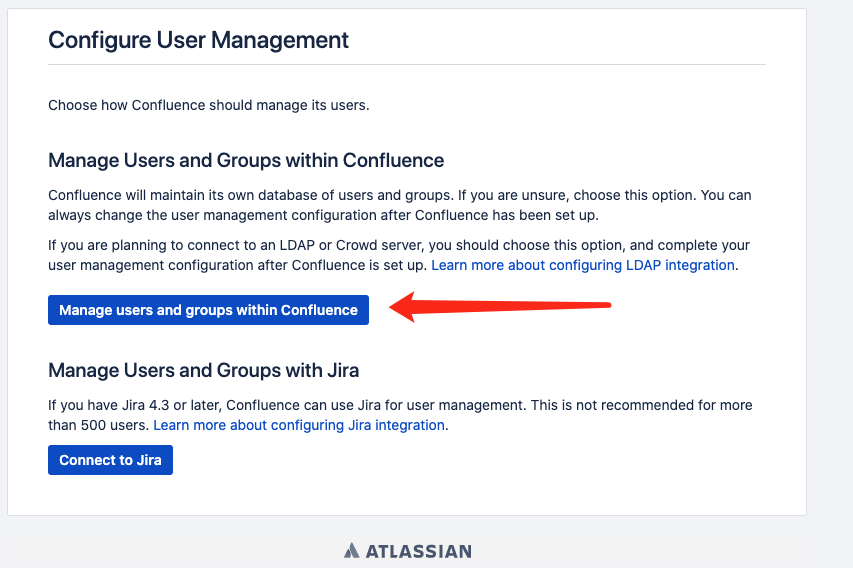 Configure User Management
Choose how Confluence should manage its users.
Manage Users and Groups within Confluence
Confluence will maintain its own database of users and groups. If you are unsure, choose this option. You can
always change the user management configuration after Confluence has been set up.
If you are planning to connect to an LDAP or Crowd server, you should choose this option, and complete your
user management configuration after Confluence is set up. Learn more about configuring LDAP integration.
Manage users and groups within Confluence
Manage Users and Groups with Jira
If you have Jira 4.3 or later, Confluence can use Jira for user management. This is not recommended for more
than 500 users. Learn more about configuring Jira integration.
Connect to Jira
ATLASSIAN